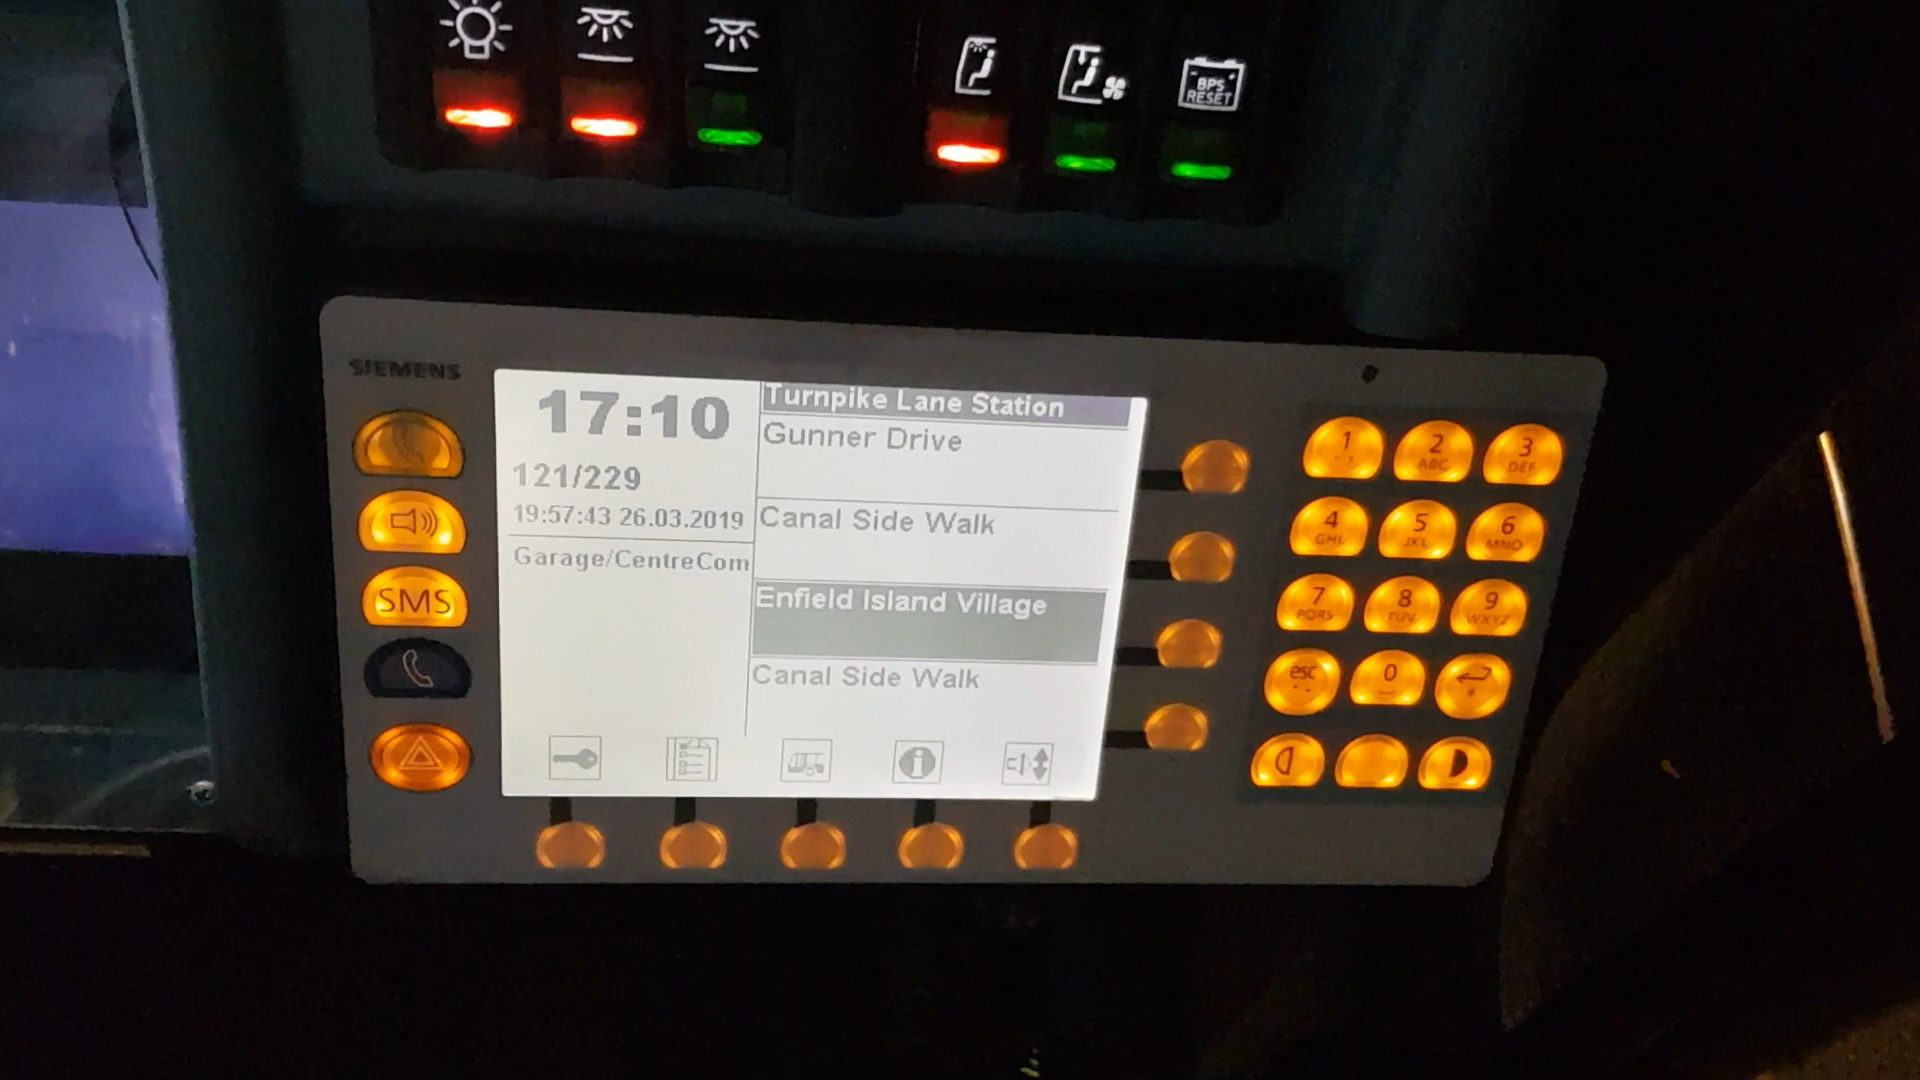 BPS
RESET
SIEMENS
17:10
121/229
19:57:43 26.03.2019
Garage/CentreCom
Turnpike Lane Station
Gunner Drive
Canal Side Walk
Enfield Island Village
Canal Side Walk
SMS
1
2
ABC
3
DEF
4
GHI
5
JKL
6
MNO
7
PQRS
8
TUV
9
WXYZ
esc
0